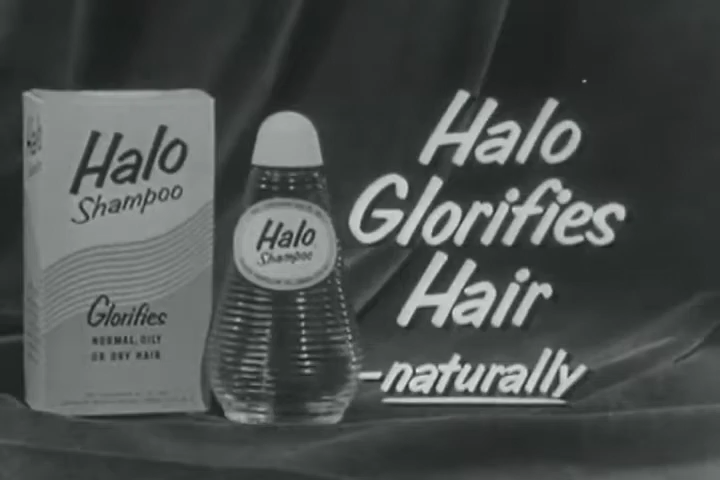 Halo
Shampoo
Glorifies
NORMAL, OILY
OR DRY HAIR
Halo
Shampoo
Halo
Glorifies
Hair
–naturally